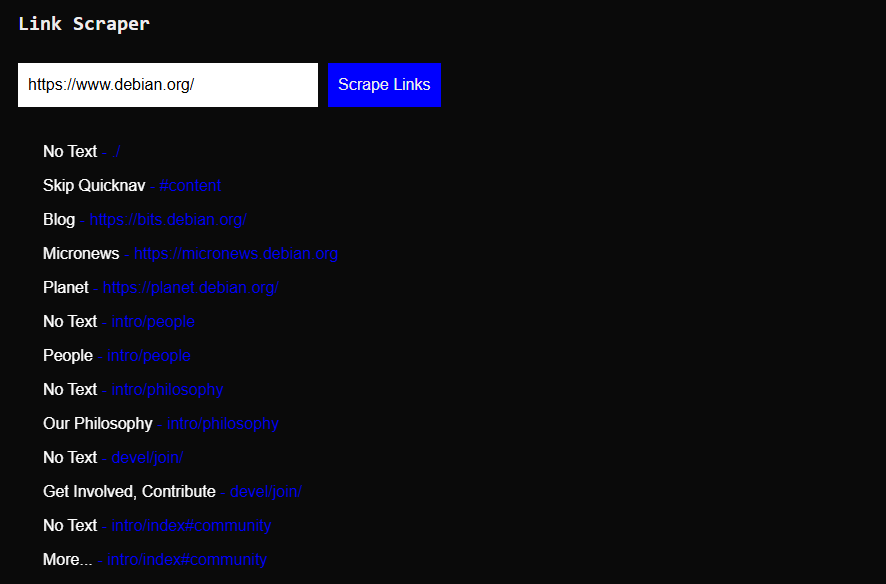 Link Scraper
https://www.debian.org/ Scrape Links
No Text - ./
Skip Quicknav - #content
Blog - https://bits.debian.org/
Micronews - https://micronews.debian.org
Planet - https://planet.debian.org/
No Text - intro/people
People - intro/people
No Text - intro/philosophy
Our Philosophy - intro/philosophy
No Text - devel/join/
Get Involved, Contribute - devel/join/
No Text - intro/index#community
More... - intro/index#community